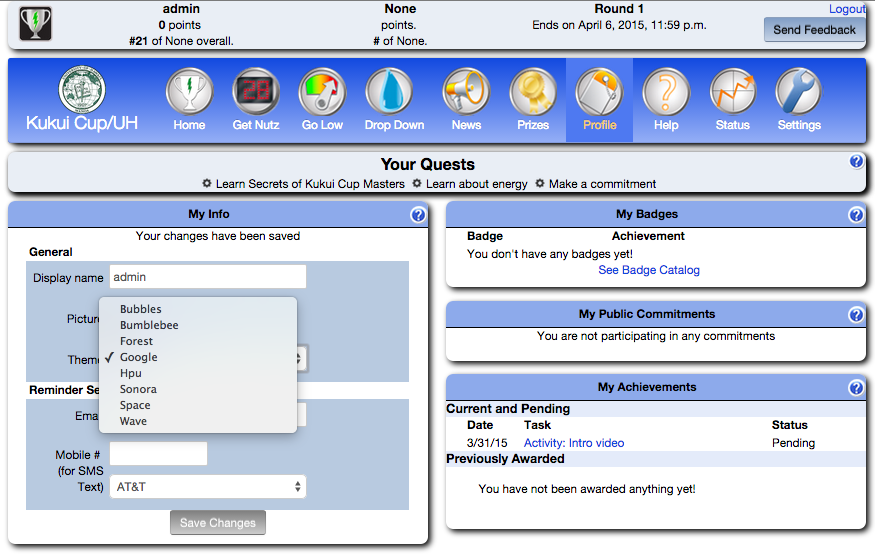 admin
0 points
#21 of None overall.
None
points.
# of None.
Round 1
Ends on April 6, 2015, 11:59 p.m.
Logout
Send Feedback
Kukui Cup/UH
Home
28
Get Nutz
Go Low
Drop Down
News
Prizes
Profile
Help
Status
Settings
Your Quests
Learn Secrets of Kukui Cup Masters Learn about energy Make a commitment
My Info
Your changes have been saved
General
Display name admin
Picture
Theme
Bubbles
Bumblebee
Forest
✓ Google
Hpu
Sonora
Space
Wave
Reminder Se
Ema
Mobile #
(for SMS
Text) AT&T
Save Changes
My Badges
Badge Achievement
You don't have any badges yet!
See Badge Catalog
My Public Commitments
You are not participating in any commitments
My Achievements
Current and Pending
Date Task Status
3/31/15 Activity: Intro video Pending
Previously Awarded
You have not been awarded anything yet!